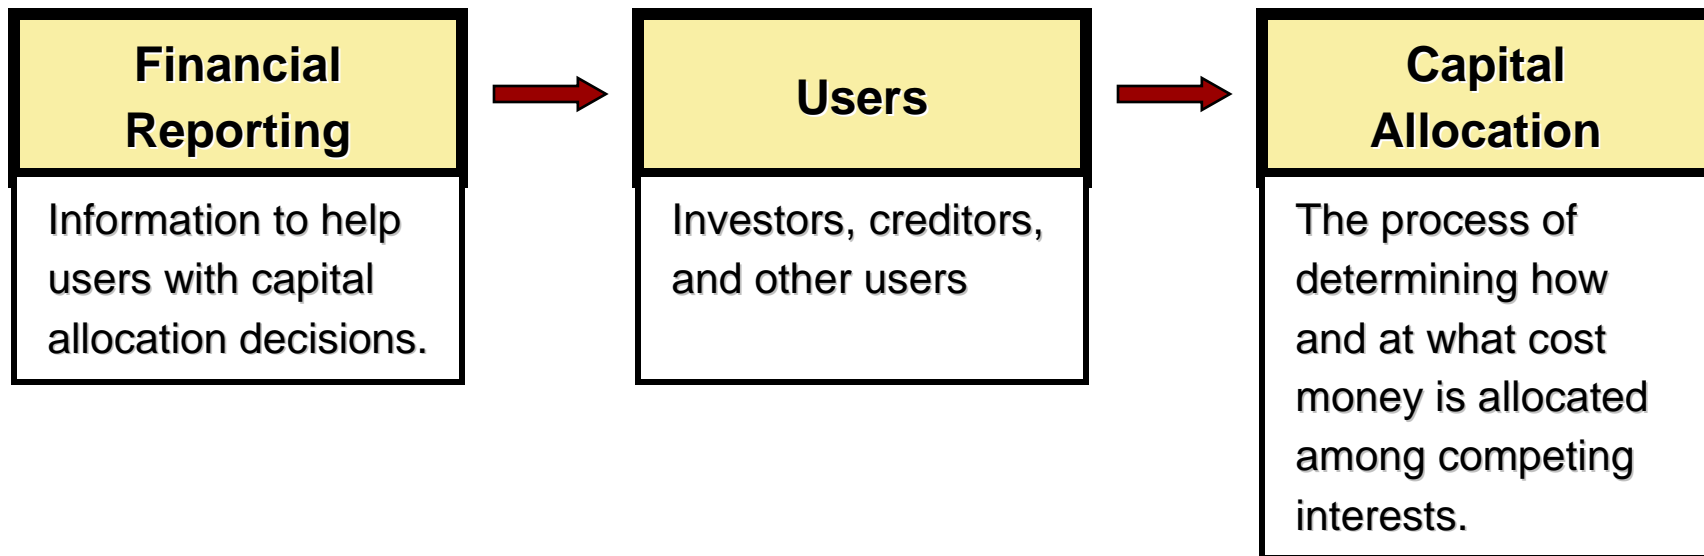 Financial
Reporting
Information to help
users with capital
allocation decisions.
Users
Investors, creditors,
and other users
Capital
Allocation
The process of
determining how
and at what cost
money is allocated
among competing
interests.